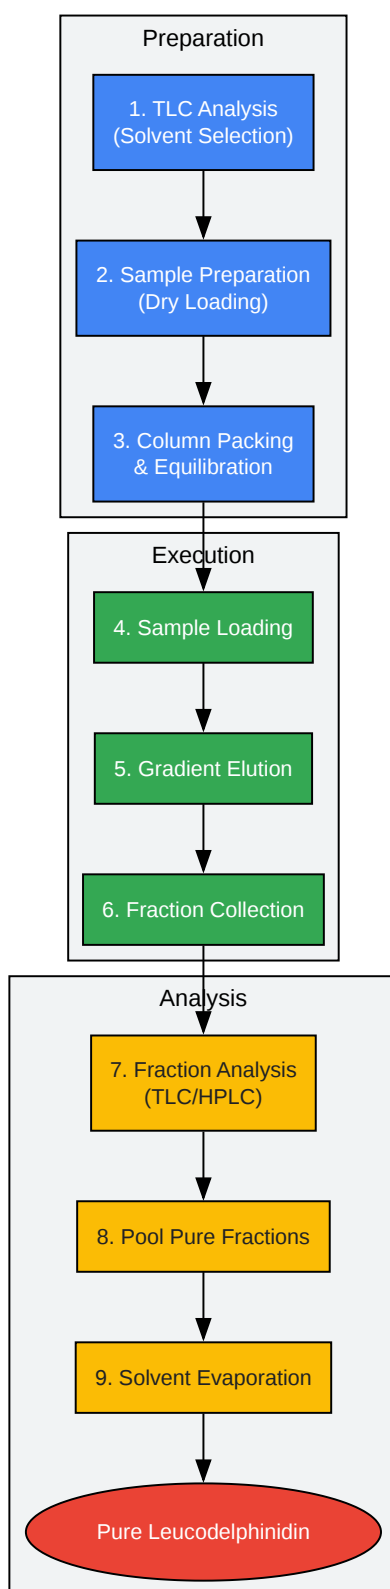 Preparation
1. TLC Analysis
(Solvent Selection)
2. Sample Preparation
(Dry Loading)
3. Column Packing
& Equilibration
Execution
4. Sample Loading
5. Gradient Elution
6. Fraction Collection
Analysis
7. Fraction Analysis
(TLC/HPLC)
8. Pool Pure Fractions
9. Solvent Evaporation
Pure Leucodelphinidin